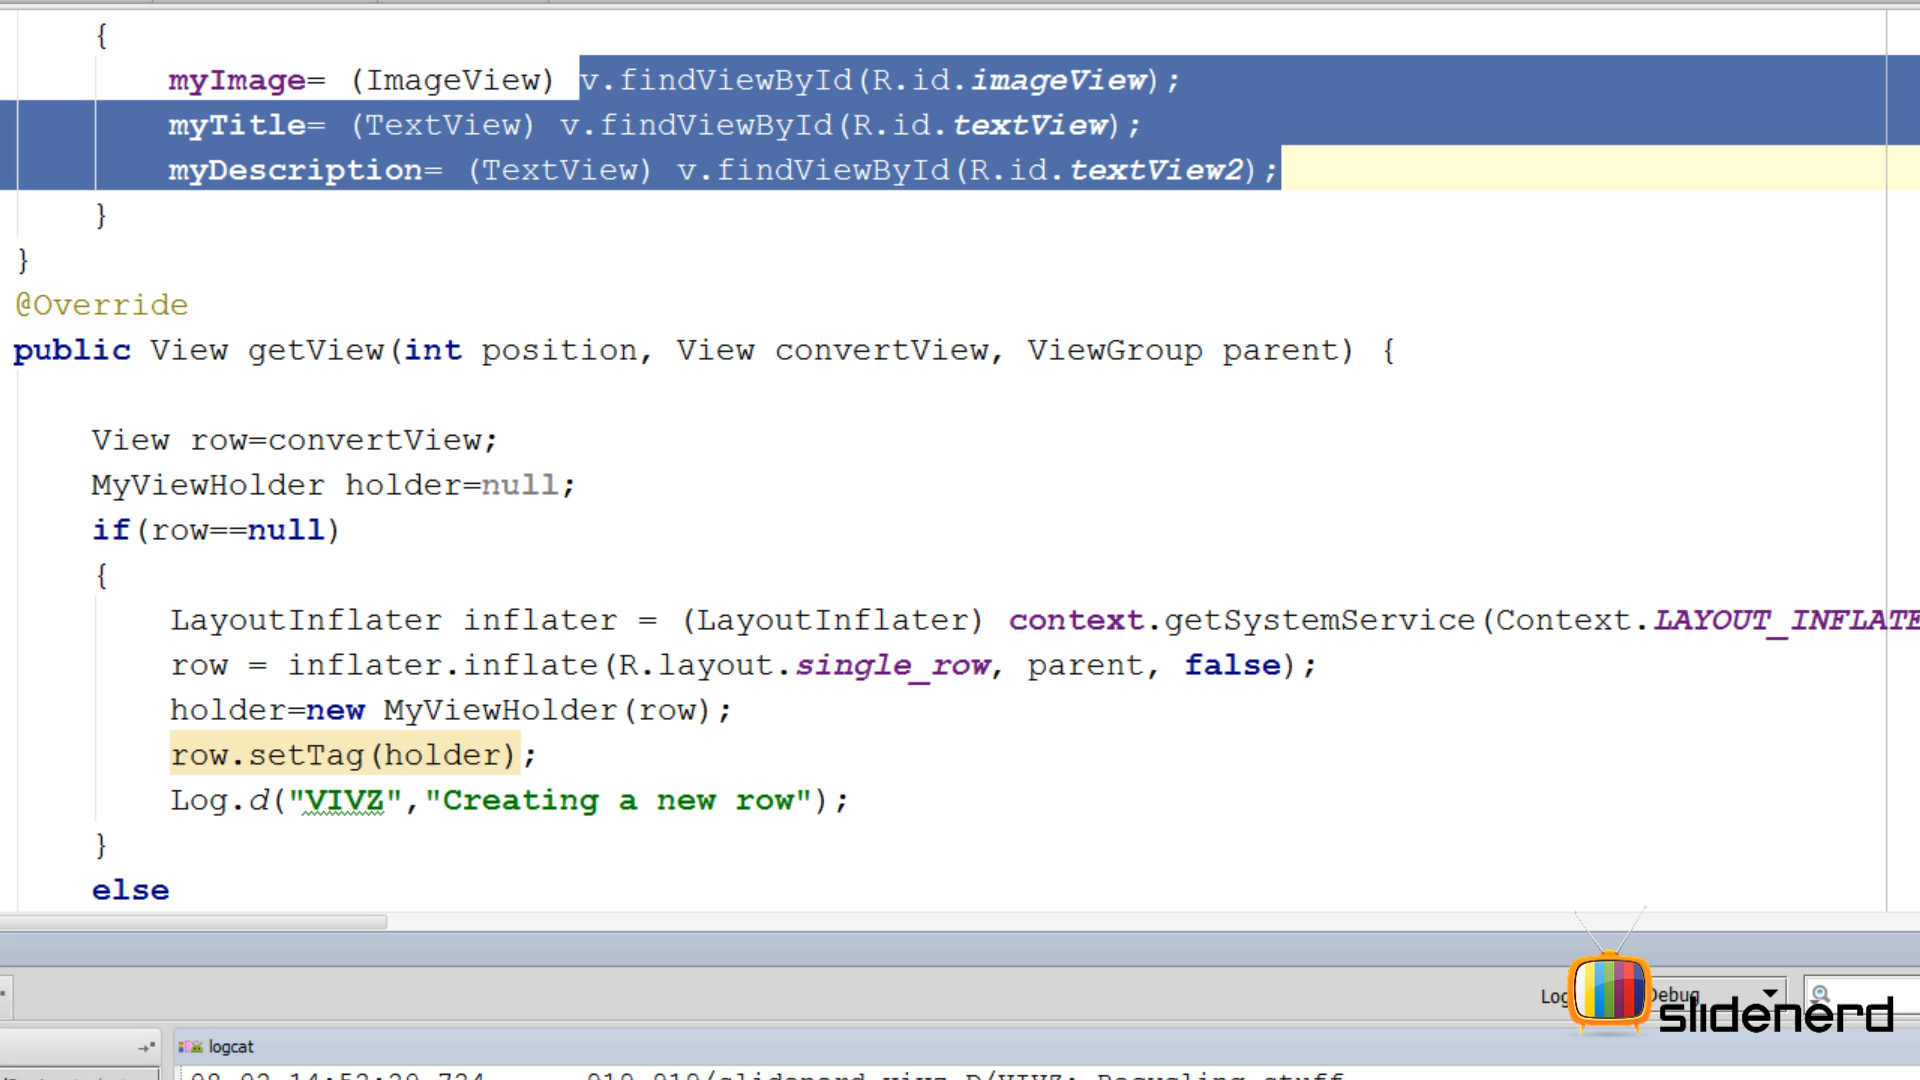 {
myImage= (ImageView) v.findViewById(R.id.imageView);
myTitle= (TextView) v.findViewById(R.id.textView);
myDescription= (TextView) v.findViewById(R.id.textView2);
}
}
@Override
public View getView(int position, View convertView, ViewGroup parent) {
View row=convertView;
MyViewHolder holder=null;
if(row==null)
{
LayoutInflater inflater = (LayoutInflater) context.getSystemService(Context.LAYOUT_INFLATE
row = inflater.inflate(R.layout.single_row, parent, false);
holder=new MyViewHolder(row);
row.setTag(holder);
Log.d("VIVZ","Creating a new row");
}
else
Log
Debug
slidenerd
logcat